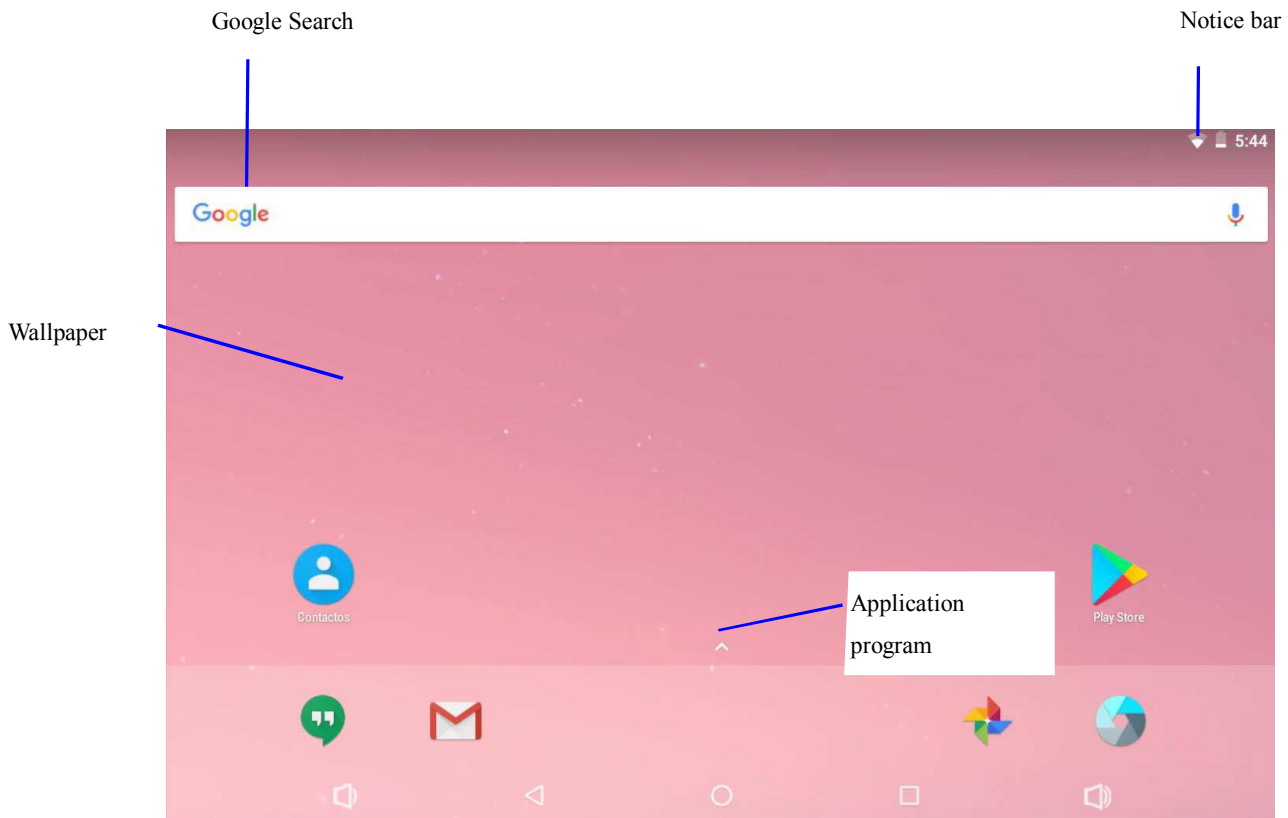 Google Search
Notice bar
5:44
Google
Wallpaper
Contactos
Application
program
Play Store